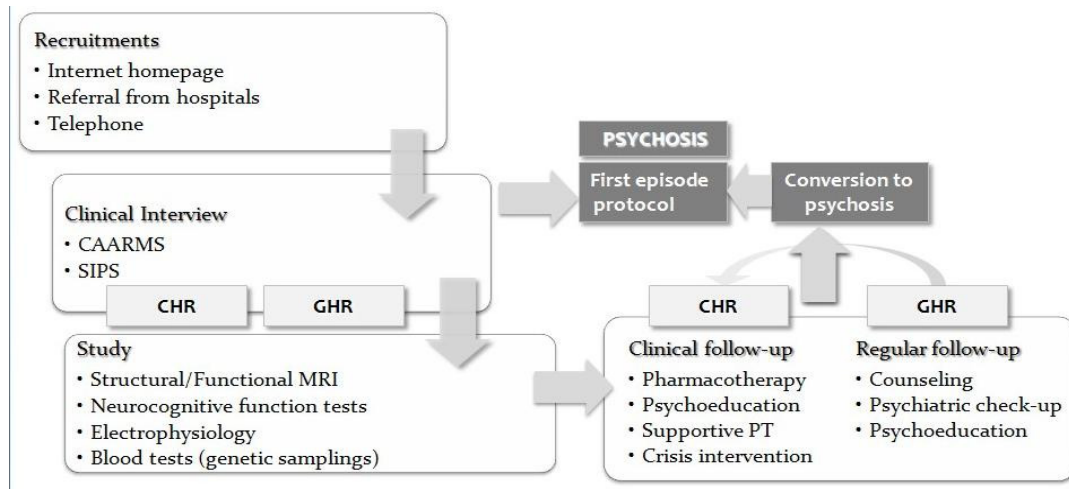 Recruitments
• Internet homepage
• Referral from hospitals
• Telephone
Clinical Interview
• CAARMS
• SIPS
CHR
GHR
Study
• Structural/Functional MRI
• Neurocognitive function tests
• Electrophysiology
• Blood tests (genetic samplings)
PSYCHOSIS
First episode
protocol
Conversion to
psychosis
CHR
GHR
Clinical follow-up
• Pharmacotherapy
• Psychoeducation
• Supportive PT
• Crisis intervention
Regular follow-up
• Counseling
• Psychiatric check-up
• Psychoeducation